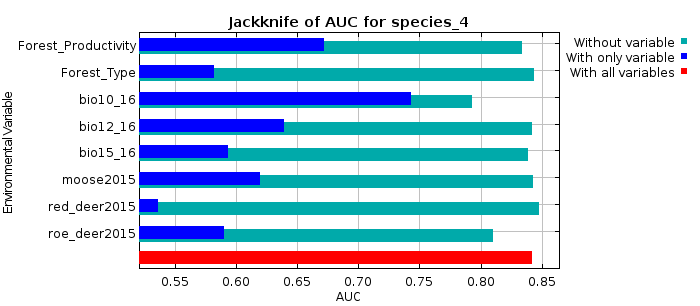 Jackknife of AUC for species_4
Environmental Variable
Forest_Productivity
Forest_Type
bio10_16
bio12_16
bio15_16
moose2015
red_deer2015
roe_deer2015
0.55 0.60 0.65 0.70 0.75 0.80 0.85
AUC
Without variable
With only variable
With all variables